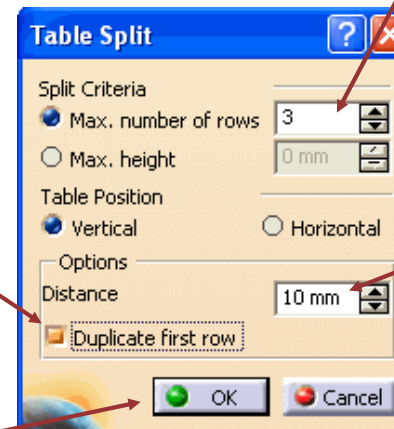 Table Split
?
Split Criteria
Max. number of rows 3
Max. height 0 mm
Table Position
Vertical Horizontal
Options
Distance 10 mm
Duplicate first row
OK Cancel